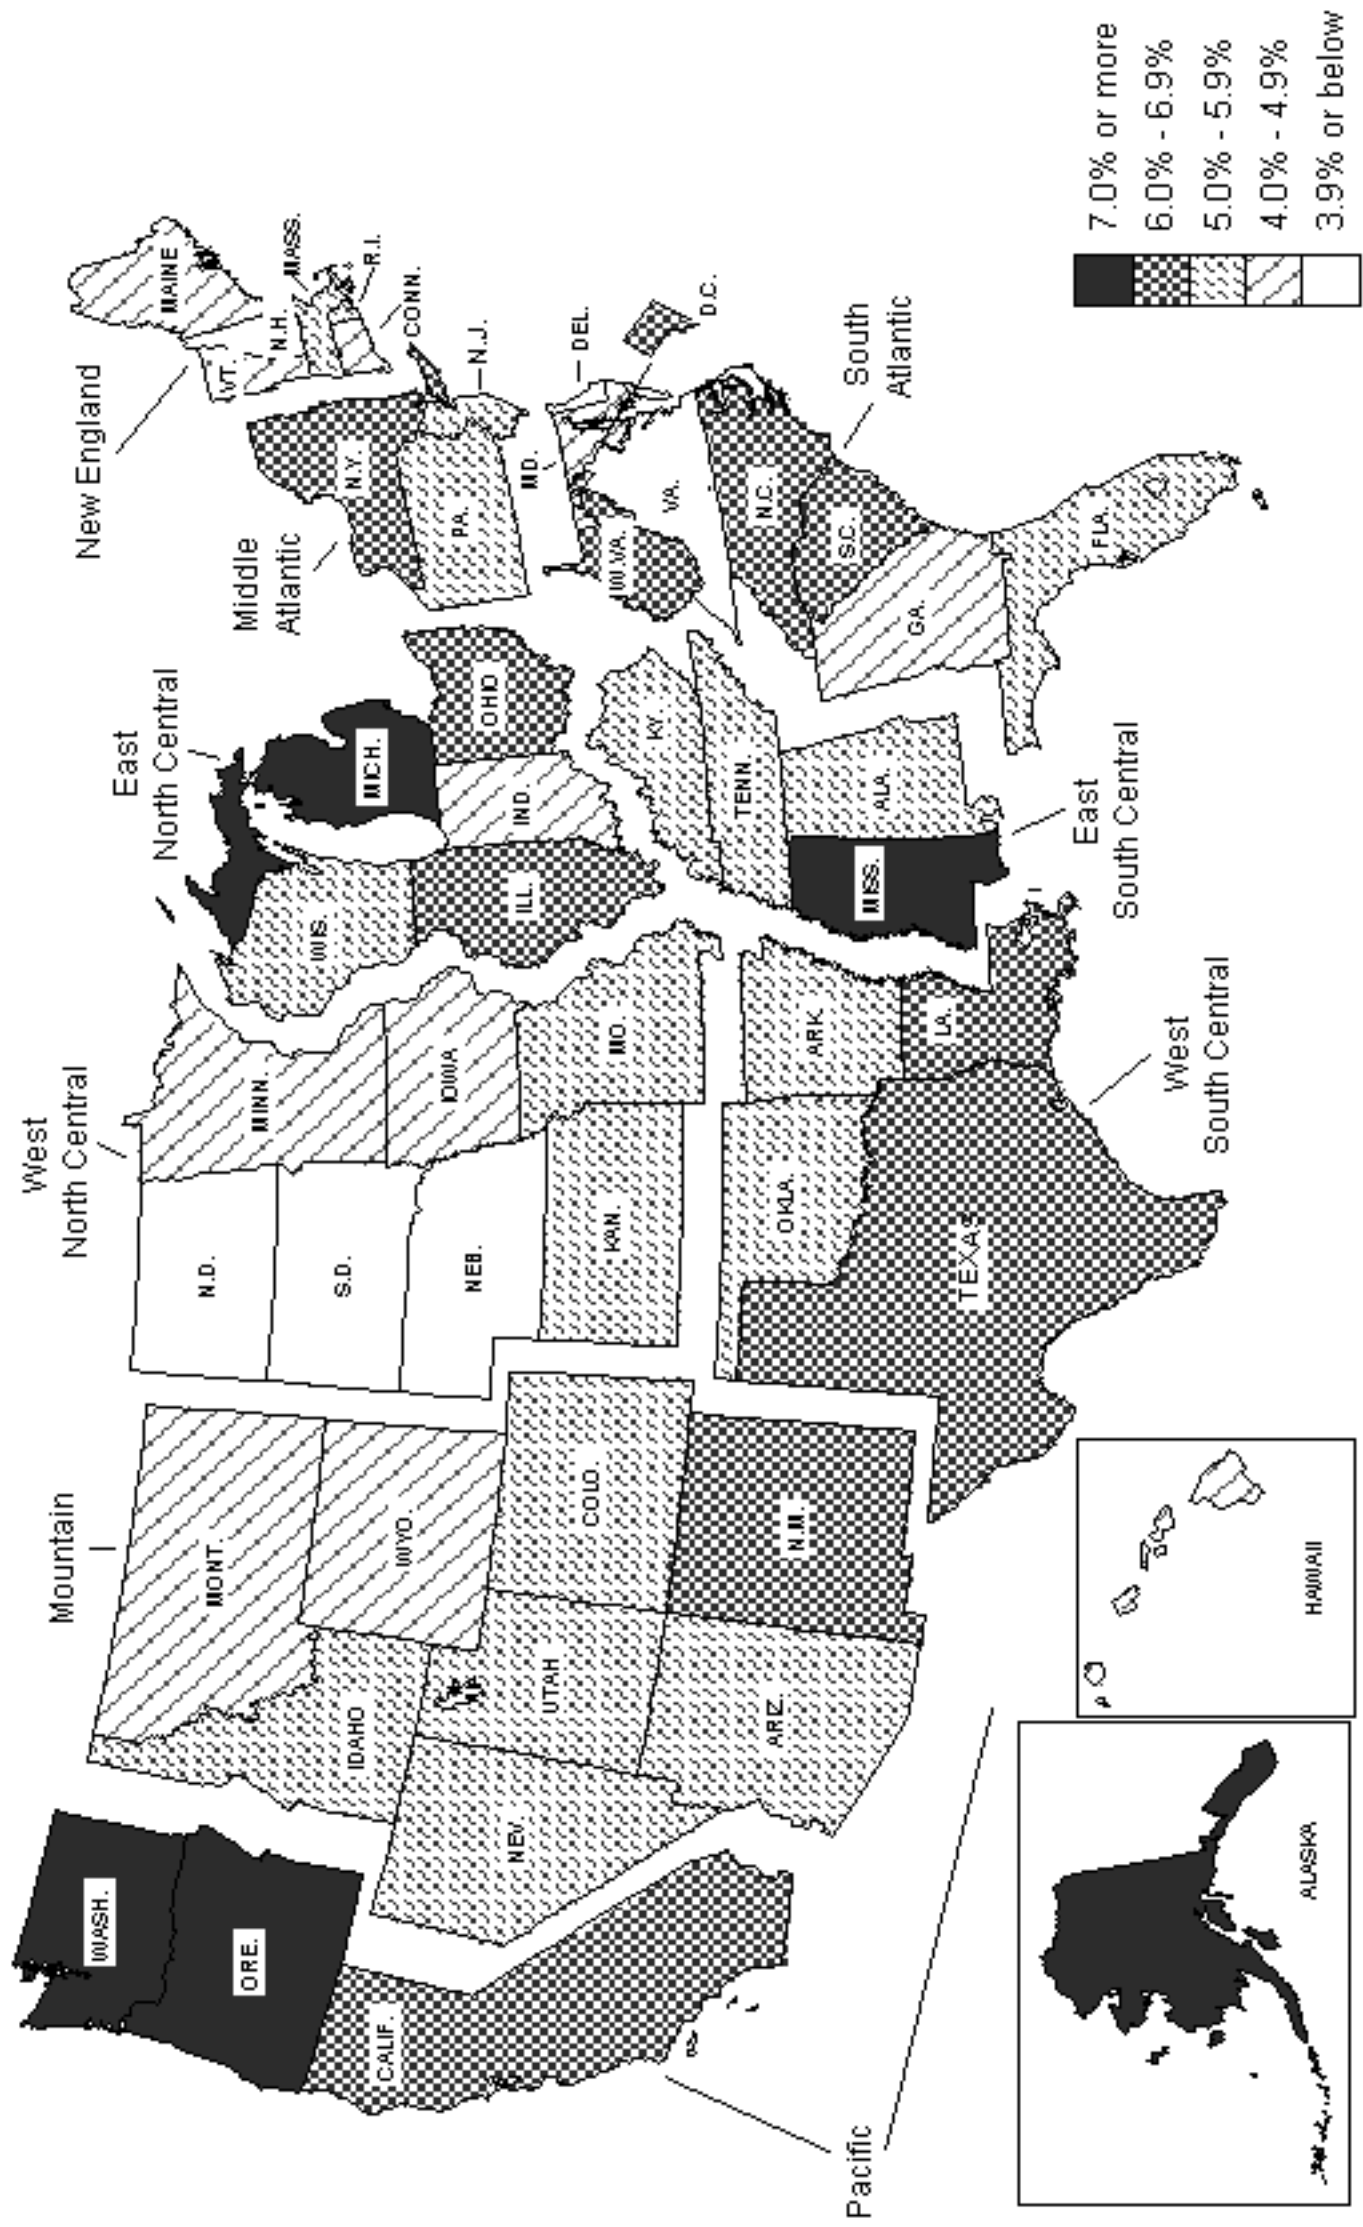 New England
Middle
Atlantic
East
North Central
West
North Central
Mountain
Pacific
South
Atlantic
East
South Central
West
South Central
WASH.
ORE.
CALIF.
IDAHO
NEV.
MONT.
WYO.
UTAH
COLO.
ARIZ.
N.M.
N.D.
S.D.
NEB.
KAN.
MINN.
IOWA
MO.
OKLA.
ARK.
TEXAS
LA.
WIS.
MICH.
ILL.
IND.
OHIO
KY.
TENN.
MISS.
ALA.
N.Y.
PA.
N.J.
MAINE
VT.
N.H.
MASS.
R.I.
CONN.
DEL.
MD.
D.C.
W.VA.
VA.
N.C.
S.C.
GA.
FLA.
ALASKA
HAWAII
7.0% or more
6.0% - 6.9%
5.0% - 5.9%
4.0% - 4.9%
3.9% or below